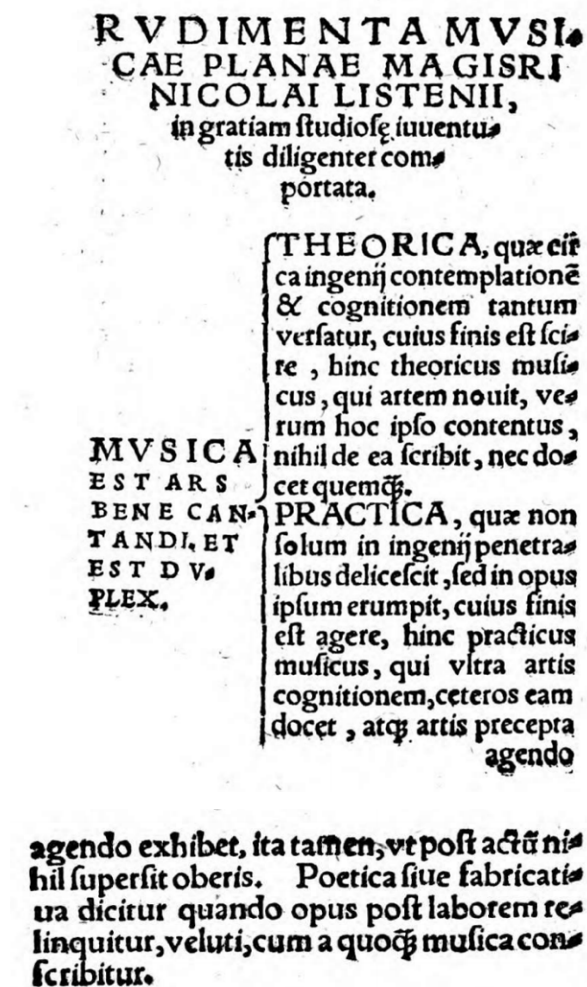 RVDIMENTA MVSI⸗
CAE PLANAE MAGISRI
NICOLAI LISTENII,
in gratiam ſtudioſę iuuentu⸗
tis diligenter com⸗
portata.
MVSICA
EST ARS
BENE CAN⸗
TANDI, ET
EST DV⸗
PLEX.
THEORICA, quæ cir
ca ingenij contemplationē
& cognitionem tantum
verſatur, cuius finis eſt ſci⸗
re , hinc theoricus muſi⸗
cus, qui artem nouit, ve⸗
rum hoc ipſo contentus,
nihil de ea ſcribit, nec do⸗
cet quemꝗ̃.
PRACTICA, quæ non
ſolum in ingenij penetra⸗
libus deliceſcit, ſed in opus
ipſum erumpit, cuius finis
eſt agere, hinc practicus
muſicus, qui vltra artis
cognitionem, ceteros eam
docet , atqꝫ artis precepta
agendo
agendo exhibet, ita tamen, vt poſt actū ni⸗
hil ſuperſit oberis. Poetica ſiue fabricati⸗
ua dicitur quando opus poſt laborem re⸗
linquitur, veluti, cum a quoꝗ̃ muſica con⸗
ſcribitur.